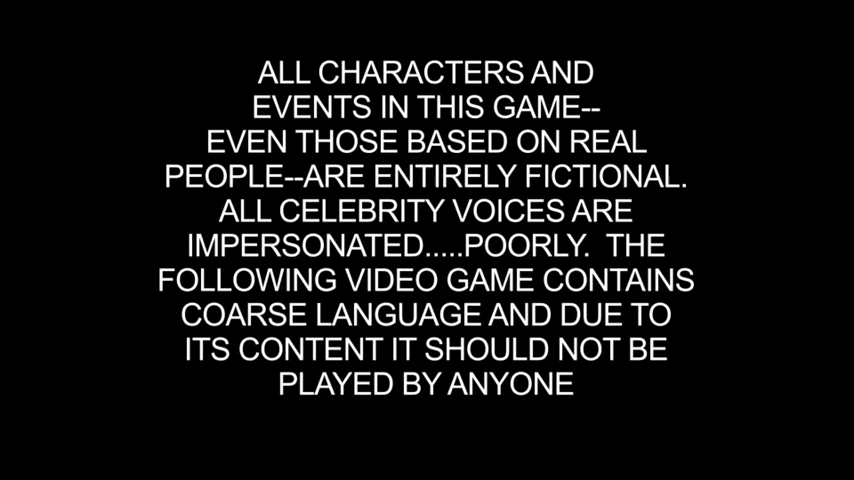 ALL CHARACTERS AND
EVENTS IN THIS GAME--
EVEN THOSE BASED ON REAL
PEOPLE--ARE ENTIRELY FICTIONAL.
ALL CELEBRITY VOICES ARE
IMPERSONATED.....POORLY.  THE
FOLLOWING VIDEO GAME CONTAINS
COARSE LANGUAGE AND DUE TO
ITS CONTENT IT SHOULD NOT BE
PLAYED BY ANYONE